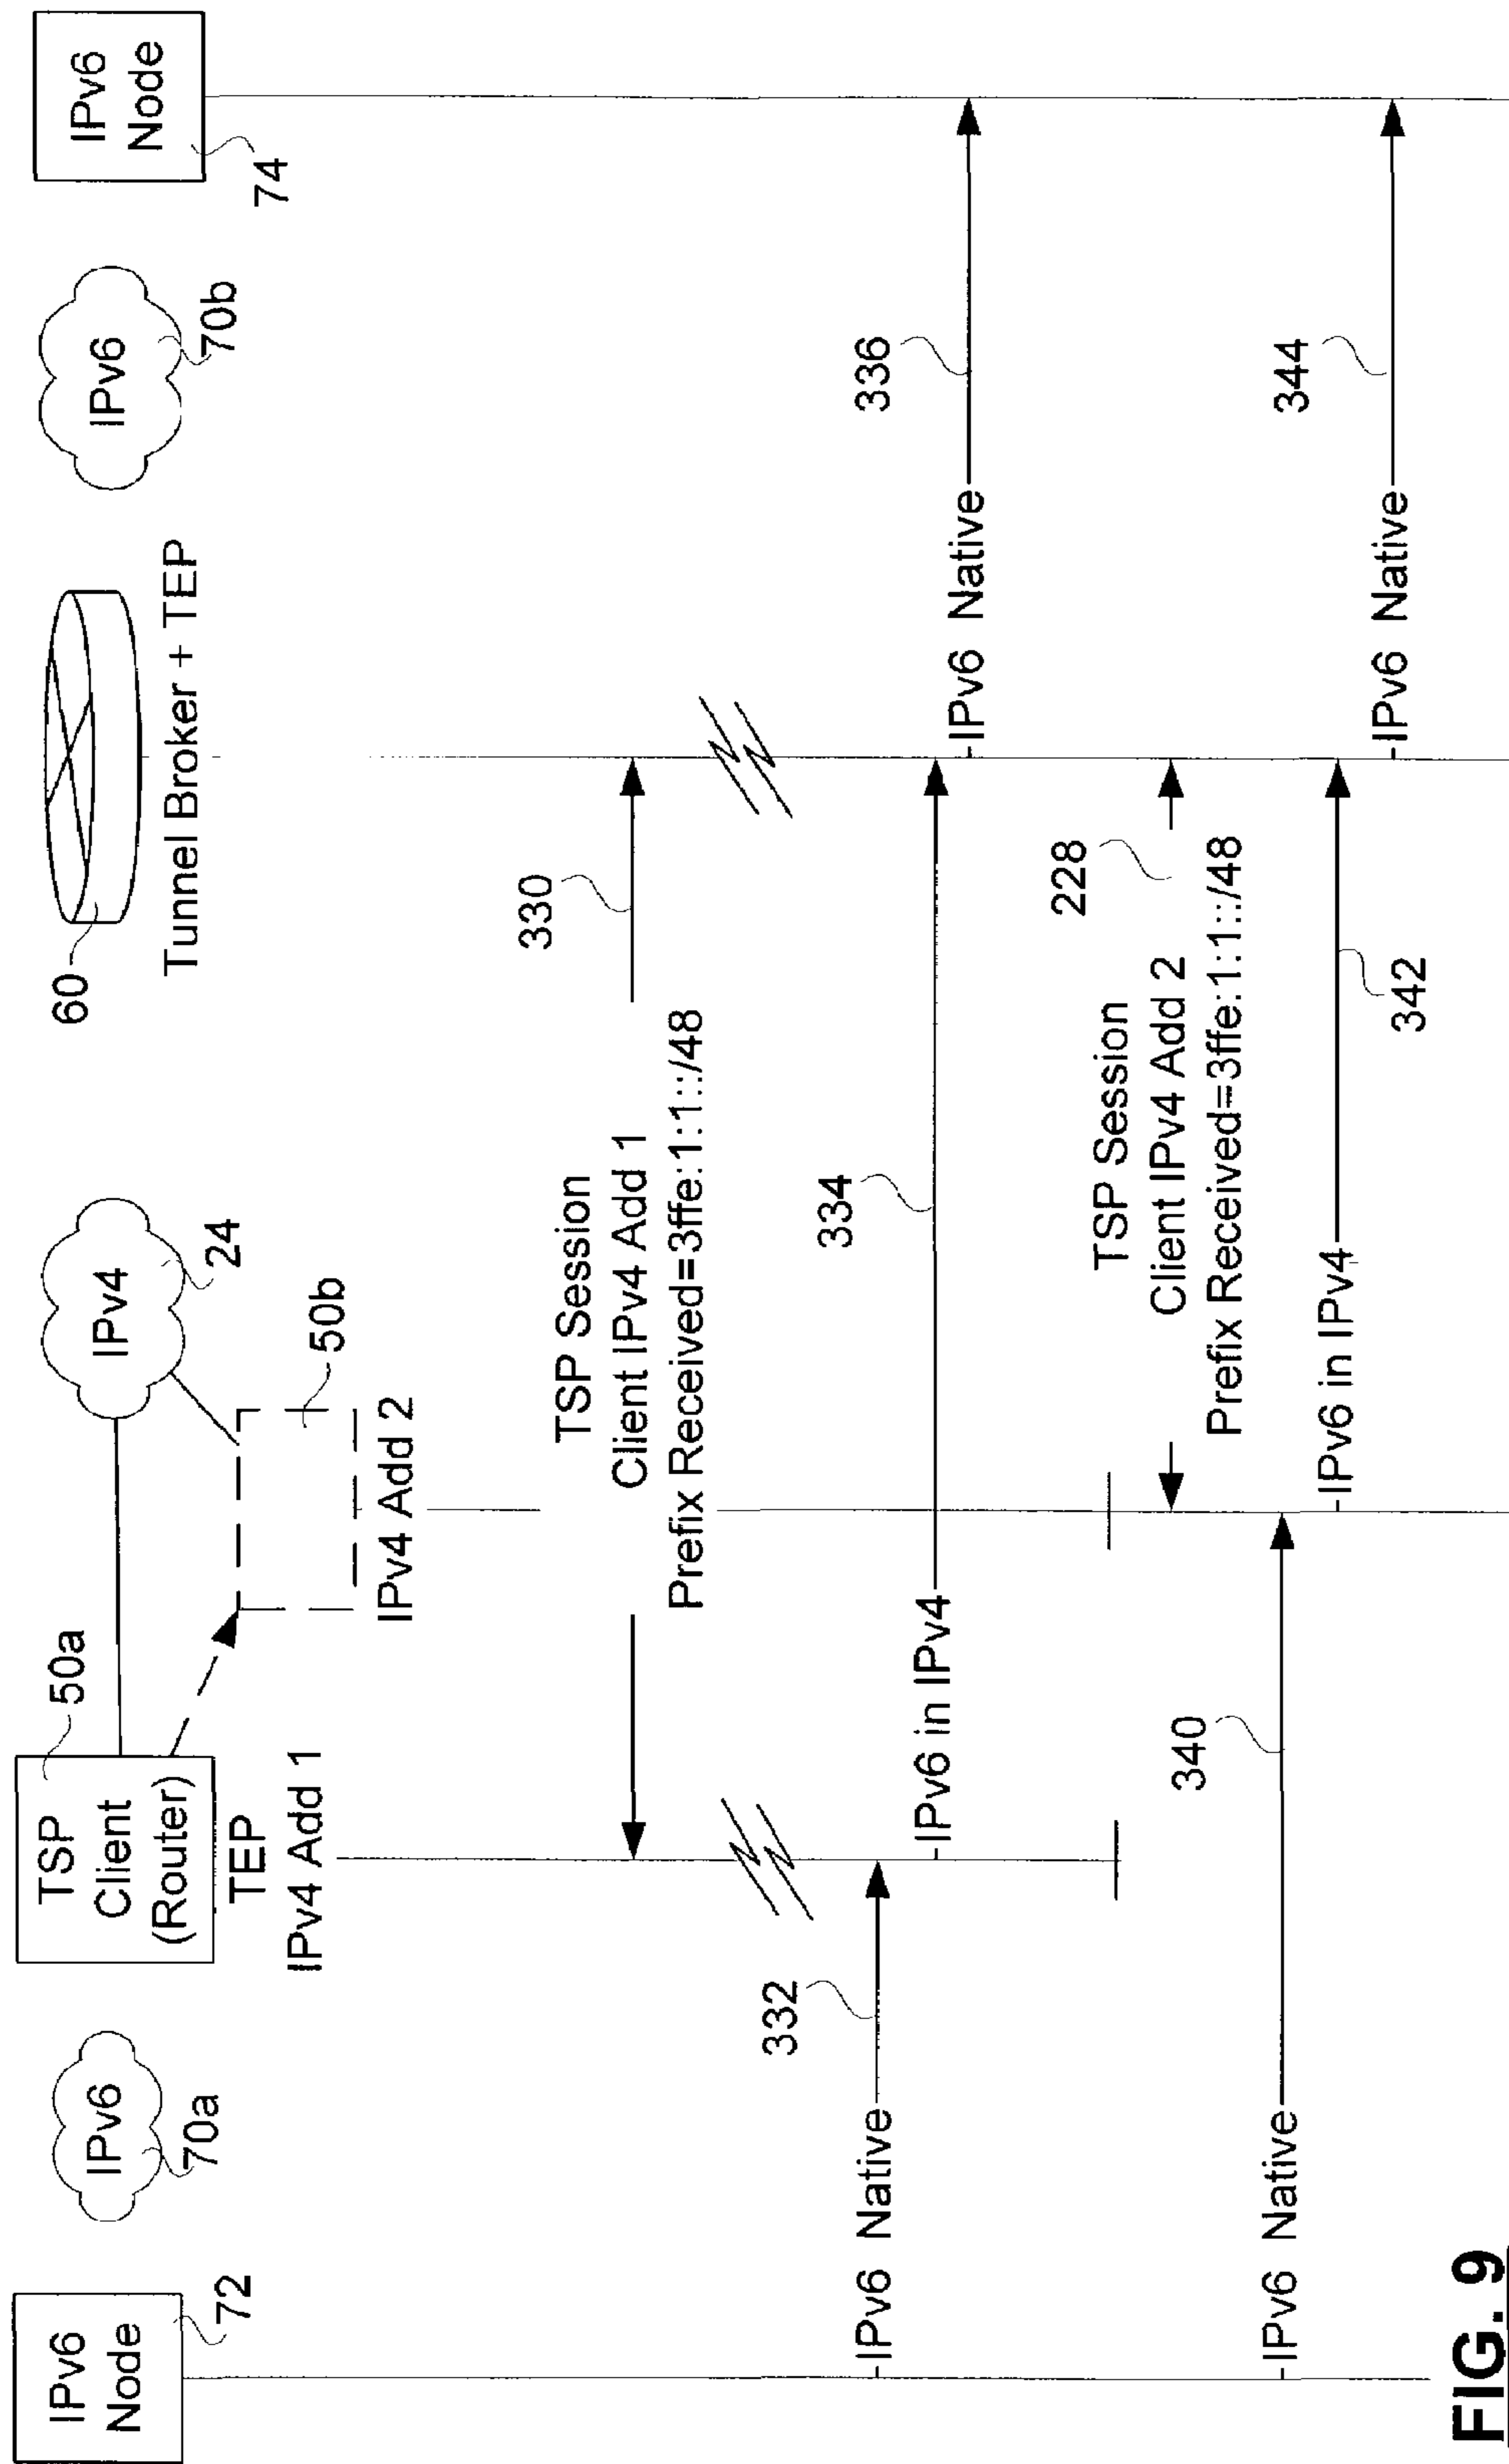 IPv6
Node
72
IPv6
70a
TSP
Client
(Router)
50a
TEP
IPv4 Add 1
IPv4
24
50b
IPv4 Add 2
60
Tunnel Broker + TEP
IPv6
70b
IPv6
Node
74
TSP Session
Client IPv4 Add 1
Prefix Received=3ffe:1:1::/48
330
IPv6 Native
332
IPv6 in IPv4
334
IPv6 Native
336
TSP Session
Client IPv4 Add 2
Prefix Received=3ffe:1:1::/48
228
IPv6 Native
340
IPv6 in IPv4
342
IPv6 Native
344
FIG. 9